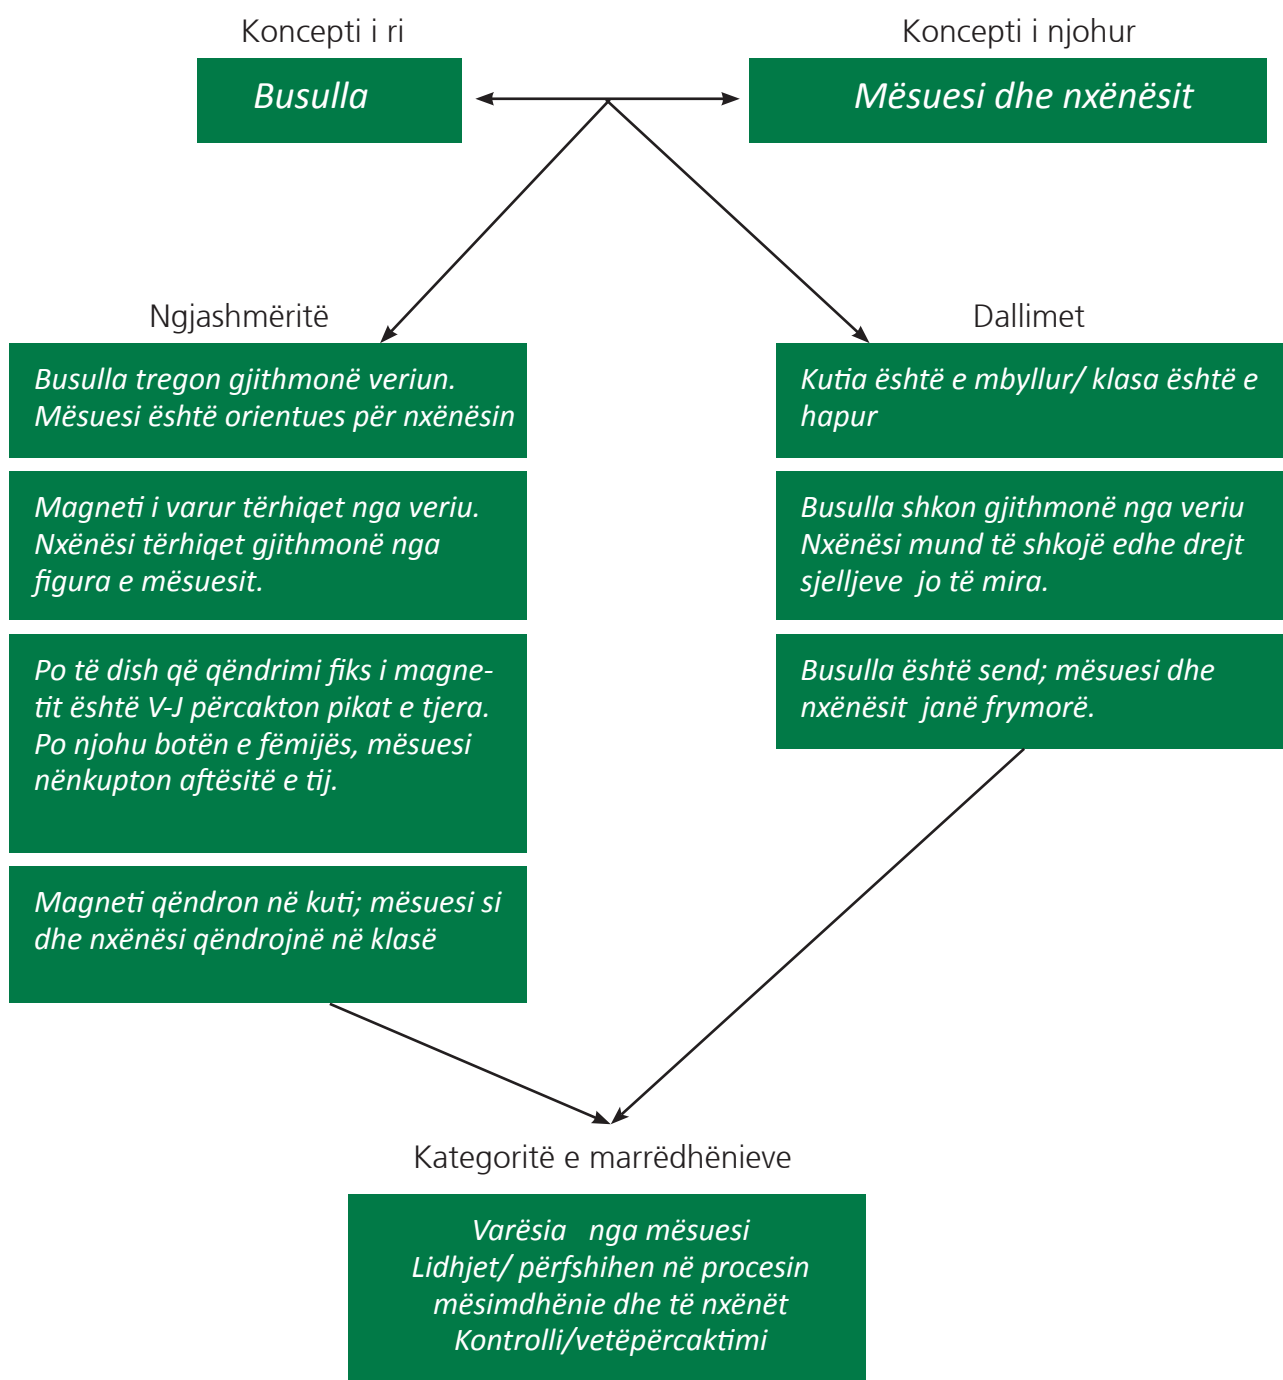 Koncepti i ri
Busulla
Koncepti i njohur
Mësuesi dhe nxënësit
Ngjashmëritë
Busulla tregon gjithmonë veriun.
Mësuesi është orientues për nxënësin
Magneti i varur tërhiqet nga veriu.
Nxënësi tërhiqet gjithmonë nga
figura e mësuesit.
Po të dish që qëndrimi fiks i magne-
tit është V-J përcakton pikat e tjera.
Po njohu botën e fëmijës, mësuesi
nënkupton aftësitë e tij.
Magneti qëndron në kuti; mësuesi si
dhe nxënësi qëndrojnë në klasë
Dallimet
Kutia është e mbyllur/ klasa është e
hapur
Busulla shkon gjithmonë nga veriu
Nxënësi mund të shkojë edhe drejt
sjelljeve jo të mira.
Busulla është send; mësuesi dhe
nxënësit janë frymorë.
Kategoritë e marrëdhënieve
Varësia nga mësuesi
Lidhjet/ përfshihen në procesin
mësimdhënie dhe të nxënët
Kontrolli/vetëpërcaktimi